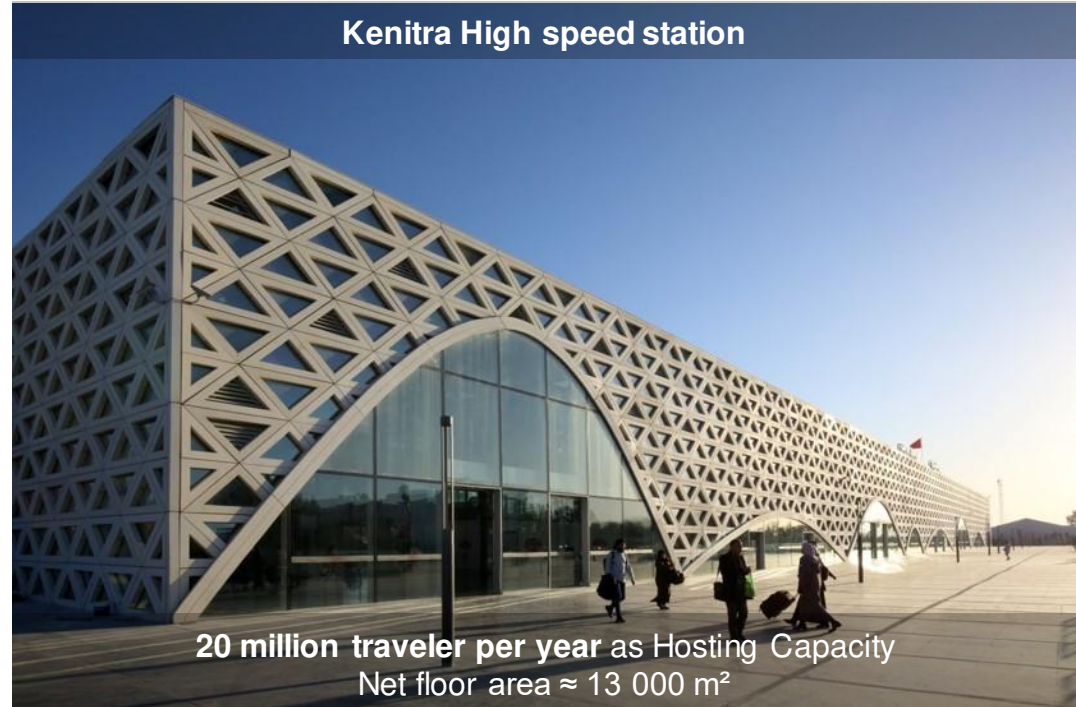 Kenitra High speed station
20 million traveler per year as Hosting Capacity
Net floor area ≈ 13 000 m²